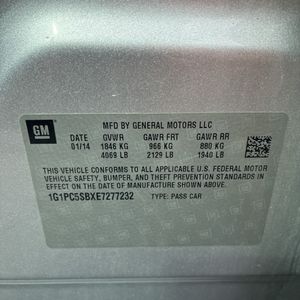 GM
MFD BY GENERAL MOTORS LLC
DATE GVWR GAWR FRT GAWR RR
01/14 1846 KG 966 KG 880 KG
4069 LB 2129 LB 1940 LB
THIS VEHICLE CONFORMS TO ALL APPLICABLE U.S. FEDERAL MOTOR
VEHICLE SAFETY, BUMPER, AND THEFT PREVENTION STANDARDS
IN EFFECT ON THE DATE OF MANUFACTURE SHOWN ABOVE.
1G1PC5SBXE7277232 TYPE: PASS CAR